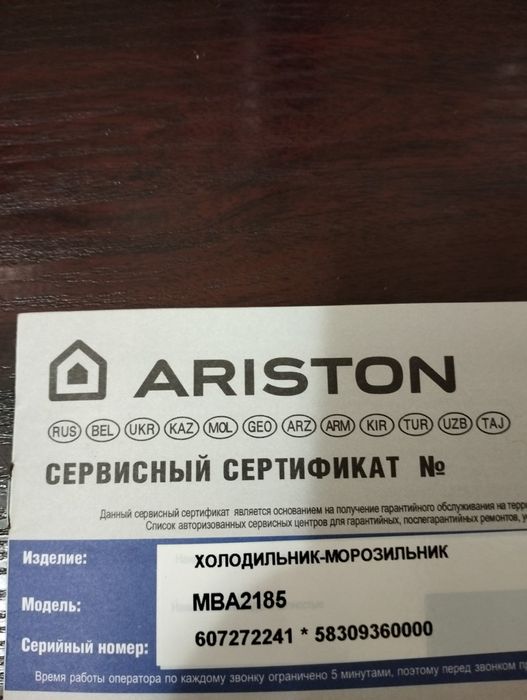 ARISTON
RUS BEL UKR KAZ MOL GEO ARZ ARM KIR TUR UZB TAJ
СЕРВИСНЫЙ СЕРТИФИКАТ №
Данный сервисный сертификат является основанием на получение гарантийного обслуживания на
Список авторизованных сервисных центров для гарантийных, послегарантийных ремонтов,
Изделие: ХОЛОДИЛЬНИК-МОРОЗИЛЬНИК
Модель: MBA2185
Серийный номер: 607272241 * 58309360000
Время работы оператора по каждому звонку ограничено 5 минутами, поэтому перед звонком